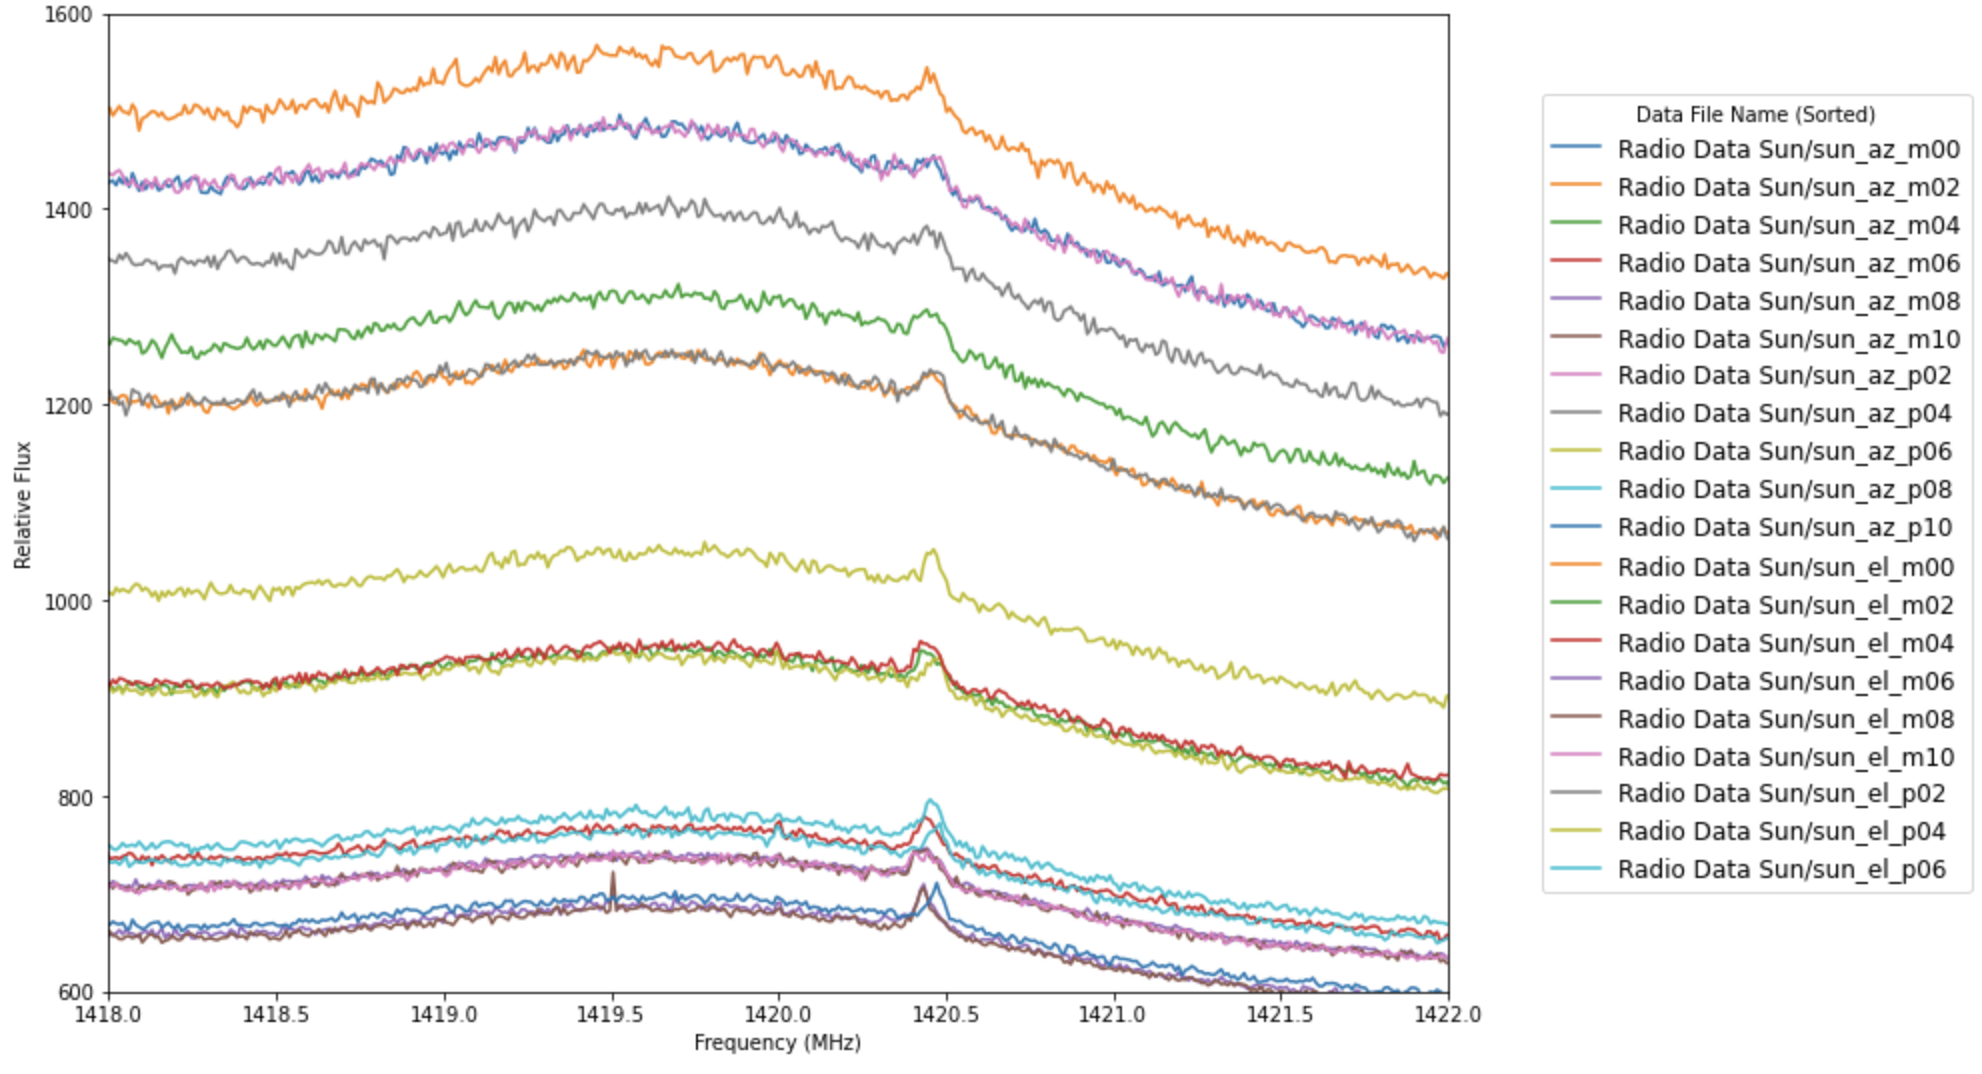 1600
1400
1200
1000
800
600
Relative Flux
1418.0 1418.5 1419.0 1419.5 1420.0 1420.5 1421.0 1421.5 1422.0
Frequency (MHz)
Data File Name (Sorted)
Radio Data Sun/sun_az_m00
Radio Data Sun/sun_az_m02
Radio Data Sun/sun_az_m04
Radio Data Sun/sun_az_m06
Radio Data Sun/sun_az_m08
Radio Data Sun/sun_az_m10
Radio Data Sun/sun_az_p02
Radio Data Sun/sun_az_p04
Radio Data Sun/sun_az_p06
Radio Data Sun/sun_az_p08
Radio Data Sun/sun_az_p10
Radio Data Sun/sun_el_m00
Radio Data Sun/sun_el_m02
Radio Data Sun/sun_el_m04
Radio Data Sun/sun_el_m06
Radio Data Sun/sun_el_m08
Radio Data Sun/sun_el_m10
Radio Data Sun/sun_el_p02
Radio Data Sun/sun_el_p04
Radio Data Sun/sun_el_p06